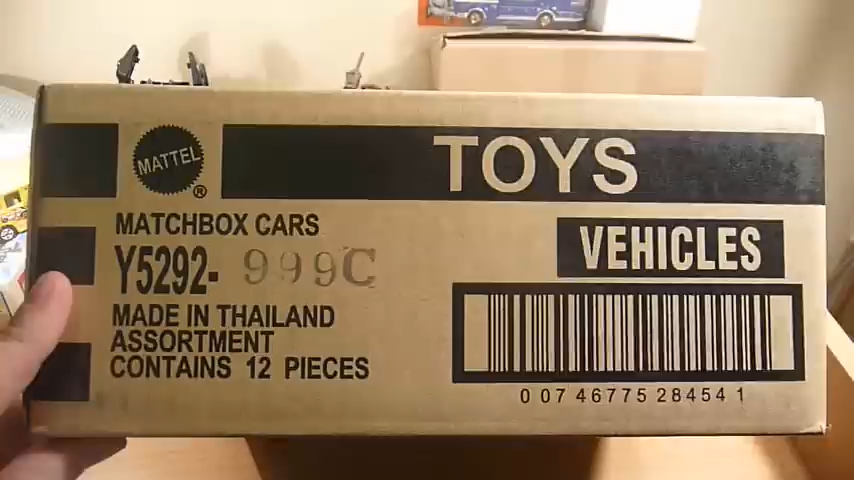 TOYS
MATTEL
®
MATCHBOX CARS
VEHICLES
Y5292- 999C
MADE IN THAILAND
ASSORTMENT
CONTAINS 12 PIECES
0 07 46775 28454 1